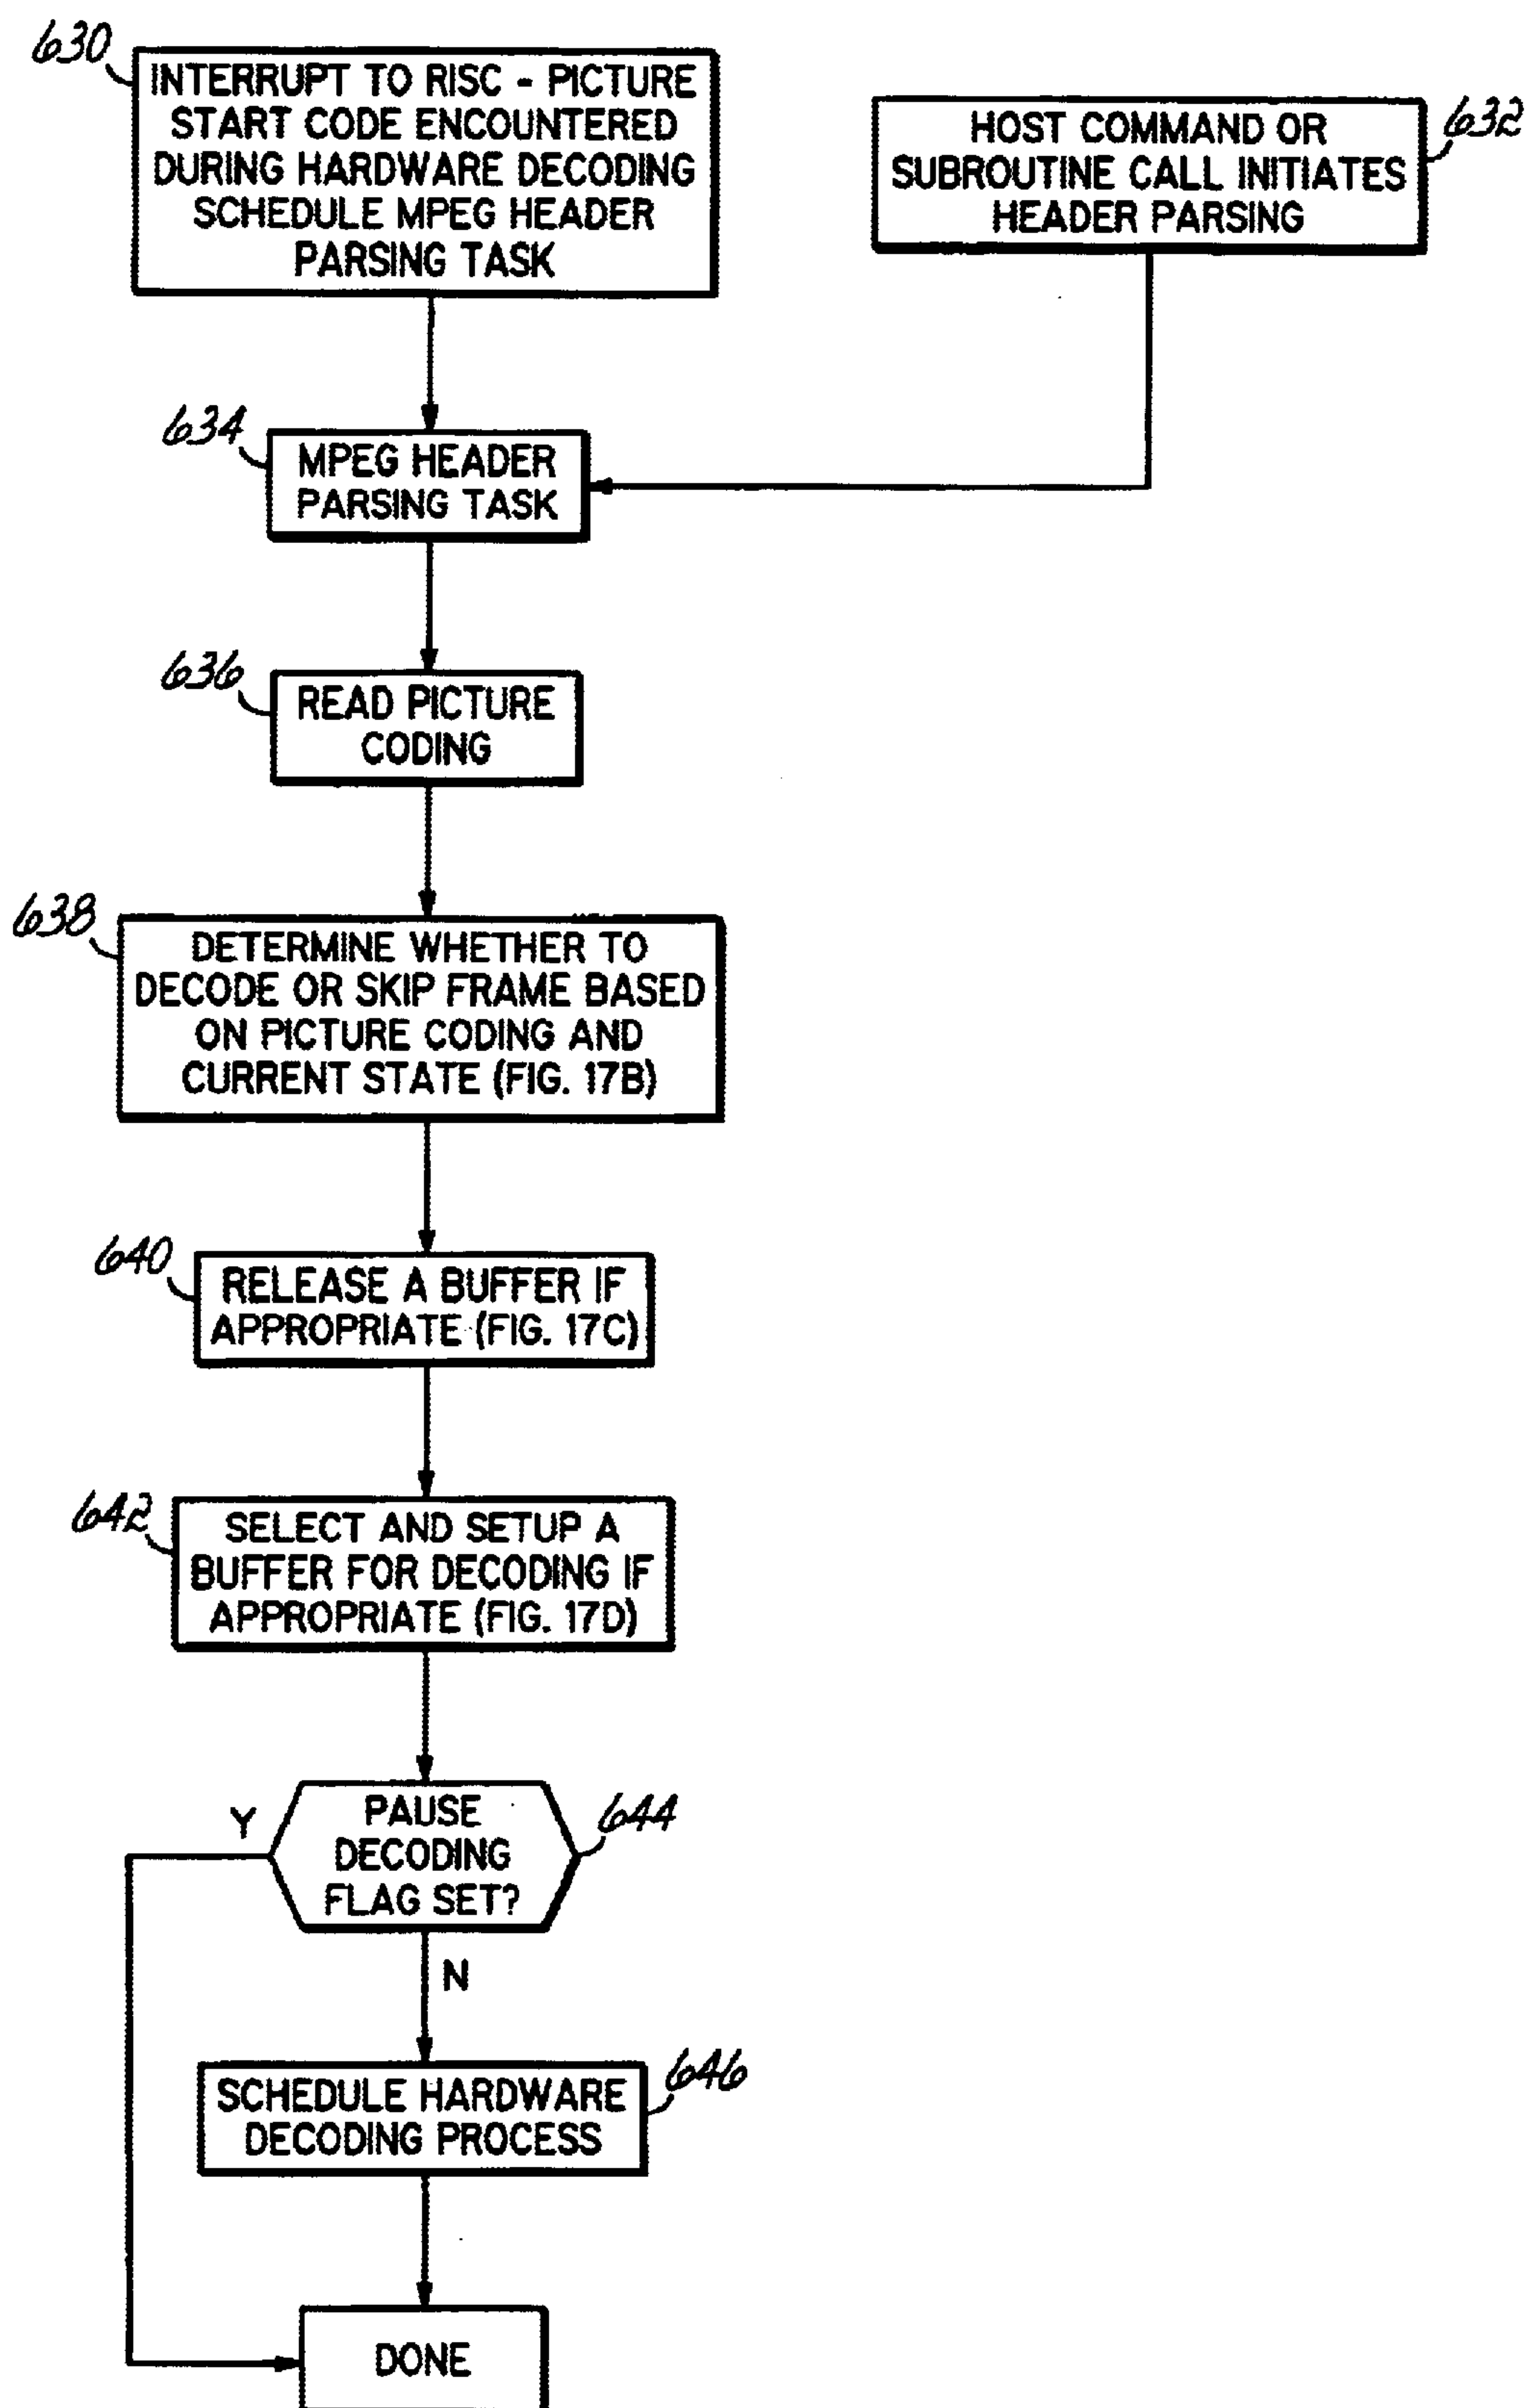 630
INTERRUPT TO RISC - PICTURE
START CODE ENCOUNTERED
DURING HARDWARE DECODING
SCHEDULE MPEG HEADER
PARSING TASK
632
HOST COMMAND OR
SUBROUTINE CALL INITIATES
HEADER PARSING
634
MPEG HEADER
PARSING TASK
636
READ PICTURE
CODING
638
DETERMINE WHETHER TO
DECODE OR SKIP FRAME BASED
ON PICTURE CODING AND
CURRENT STATE (FIG. 17B)
640
RELEASE A BUFFER IF
APPROPRIATE (FIG. 17C)
642
SELECT AND SETUP A
BUFFER FOR DECODING IF
APPROPRIATE (FIG. 17D)
644
PAUSE
DECODING
FLAG SET?
Y
N
646
SCHEDULE HARDWARE
DECODING PROCESS
DONE